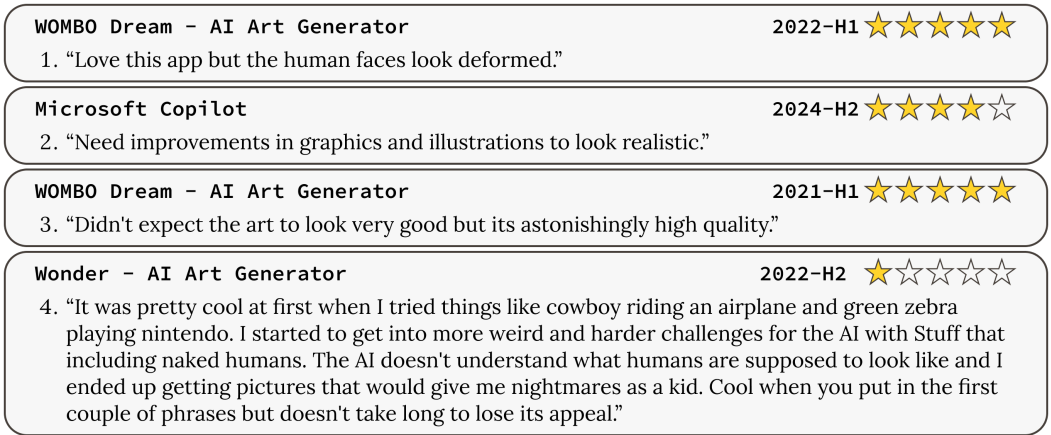 WOMBO Dream – AI Art Generator 2022-H1
1. “Love this app but the human faces look deformed.”
Microsoft Copilot 2024-H2
2. “Need improvements in graphics and illustrations to look realistic.”
WOMBO Dream – AI Art Generator 2021-H1
3. “Didn't expect the art to look very good but its astonishingly high quality.”
Wonder – AI Art Generator 2022-H2
4. “It was pretty cool at first when I tried things like cowboy riding an airplane and green zebra
playing nintendo. I started to get into more weird and harder challenges for the AI with Stuff that
including naked humans. The AI doesn't understand what humans are supposed to look like and I
ended up getting pictures that would give me nightmares as a kid. Cool when you put in the first
couple of phrases but doesn't take long to lose its appeal.”